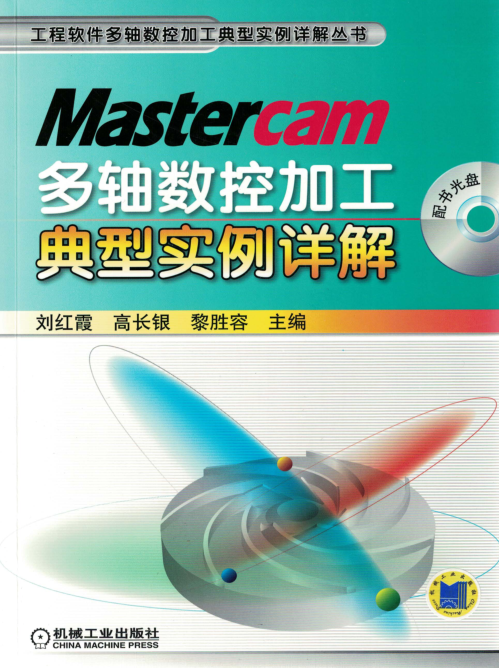 工程软件多轴数控加工典型实例详解丛书
Mastercam
多轴数控加工
典型实例详解
配书光盘
刘红霞 高长银 黎胜容 主编
机械工业出版社
CHINA MACHINE PRESS